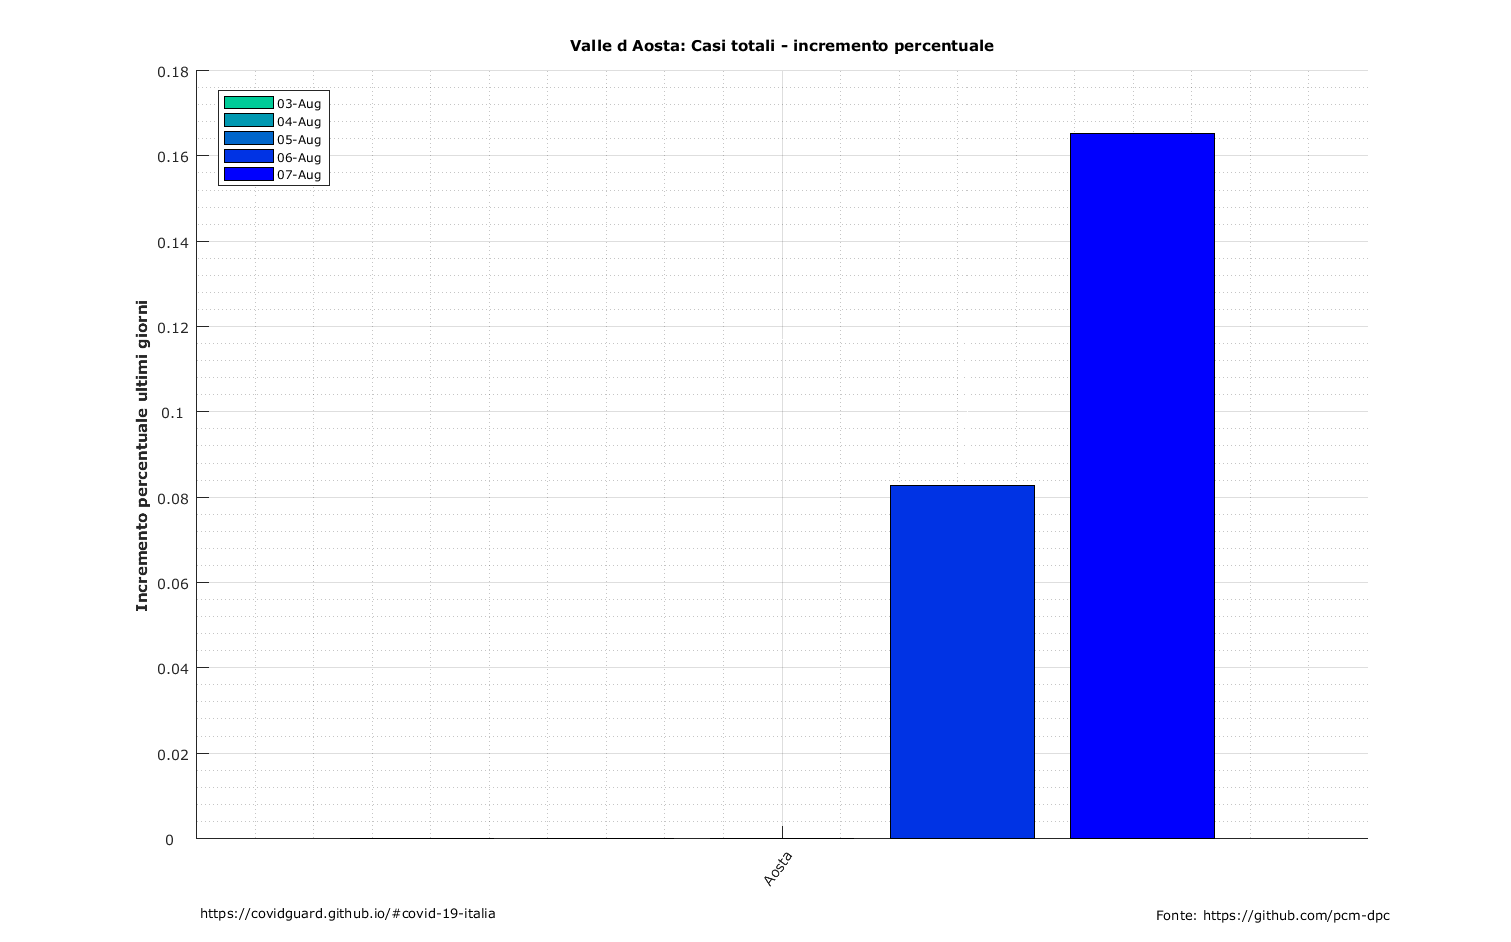 Valle d Aosta: Casi totali - incremento percentuale
0.18
0.16
0.14
0.12
0.1
0.08
0.06
0.04
0.02
0
Incremento percentuale ultimi giorni
03-Aug
04-Aug
05-Aug
06-Aug
07-Aug
Aosta
https://covidguard.github.io/#covid-19-italia
Fonte: https://github.com/pcm-dpc